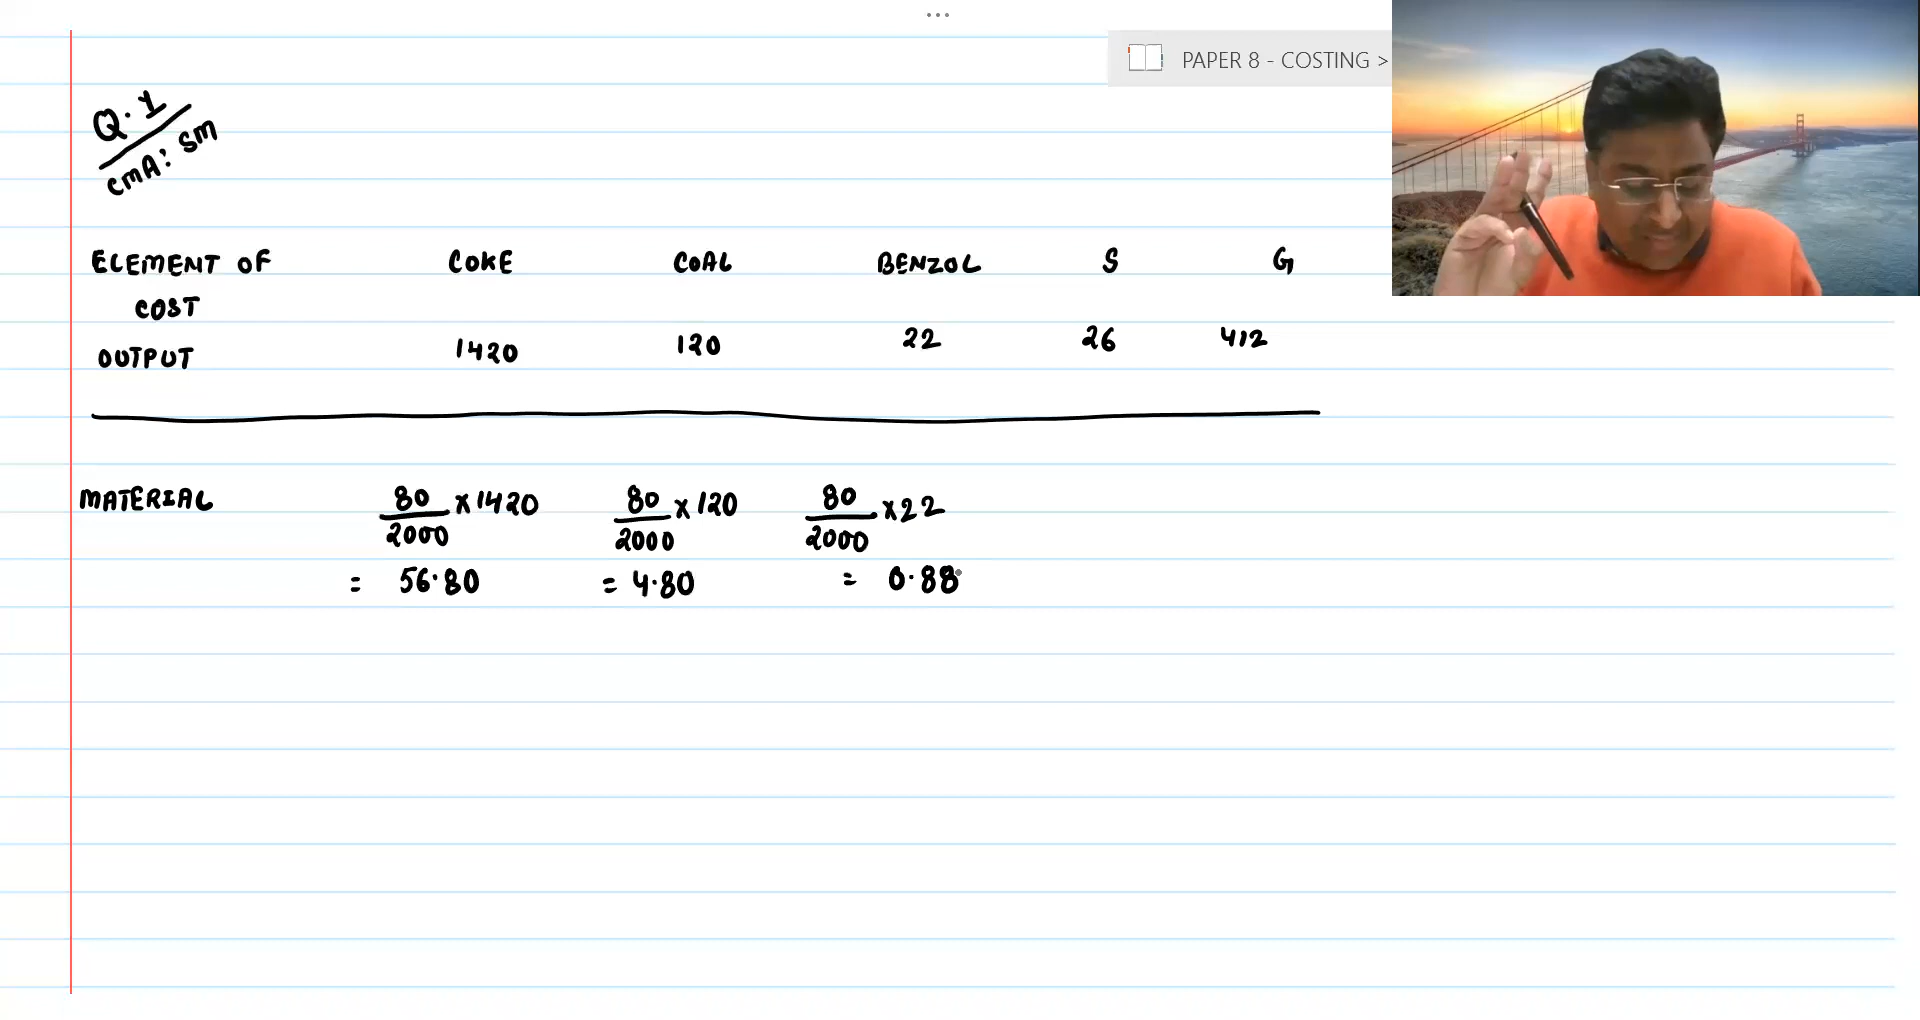 PAPER 8 - COSTING >
Q.1
CMA: SM
ELEMENT OF COKE COAL BENZOL S G
COST
OUTPUT 1420 120 22 26 412
MATERIAL 80/2000 x 1420 80/2000 x 120 80/2000 x 22
= 56.80 = 4.80 = 0.88